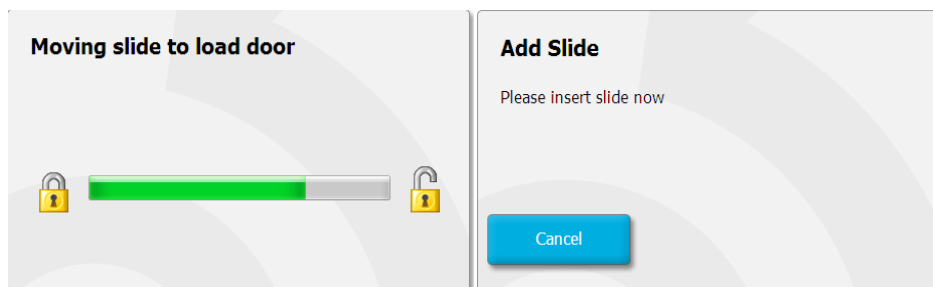 Moving slide to load door
Add Slide
Please insert slide now
Cancel